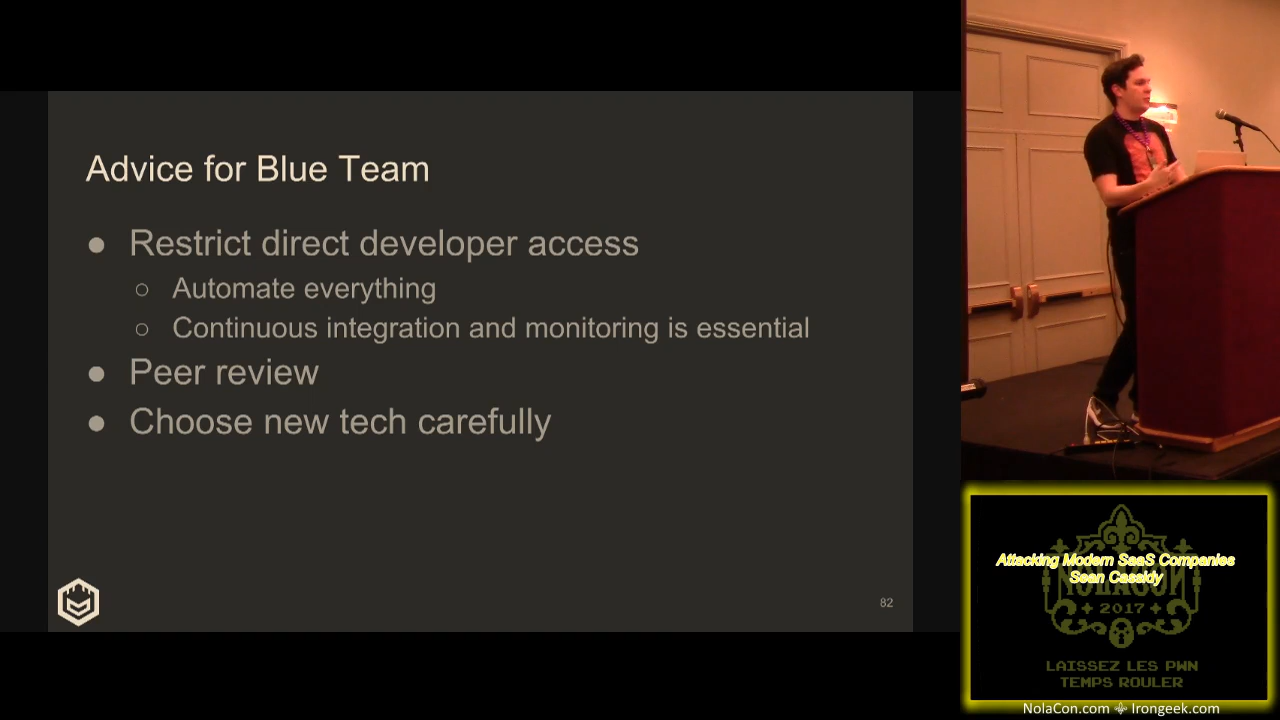 Advice for Blue Team
● Restrict direct developer access
○ Automate everything
○ Continuous integration and monitoring is essential
● Peer review
● Choose new tech carefully
82
Attacking Modern SaaS Companies
Sean Cassidy
NOLACON
2017
LAISSEZ LES PWN
TEMPS ROULER
NolaCon.com ⚜ Irongeek.com